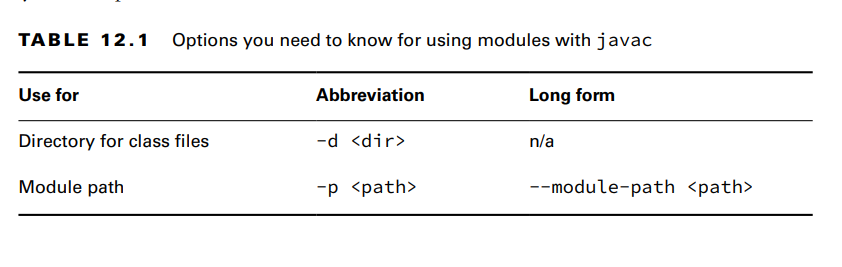 TABLE 12.1 Options you need to know for using modules with javac
Use for Abbreviation Long form
Directory for class files -d <dir> n/a
Module path -p <path> --module-path <path>